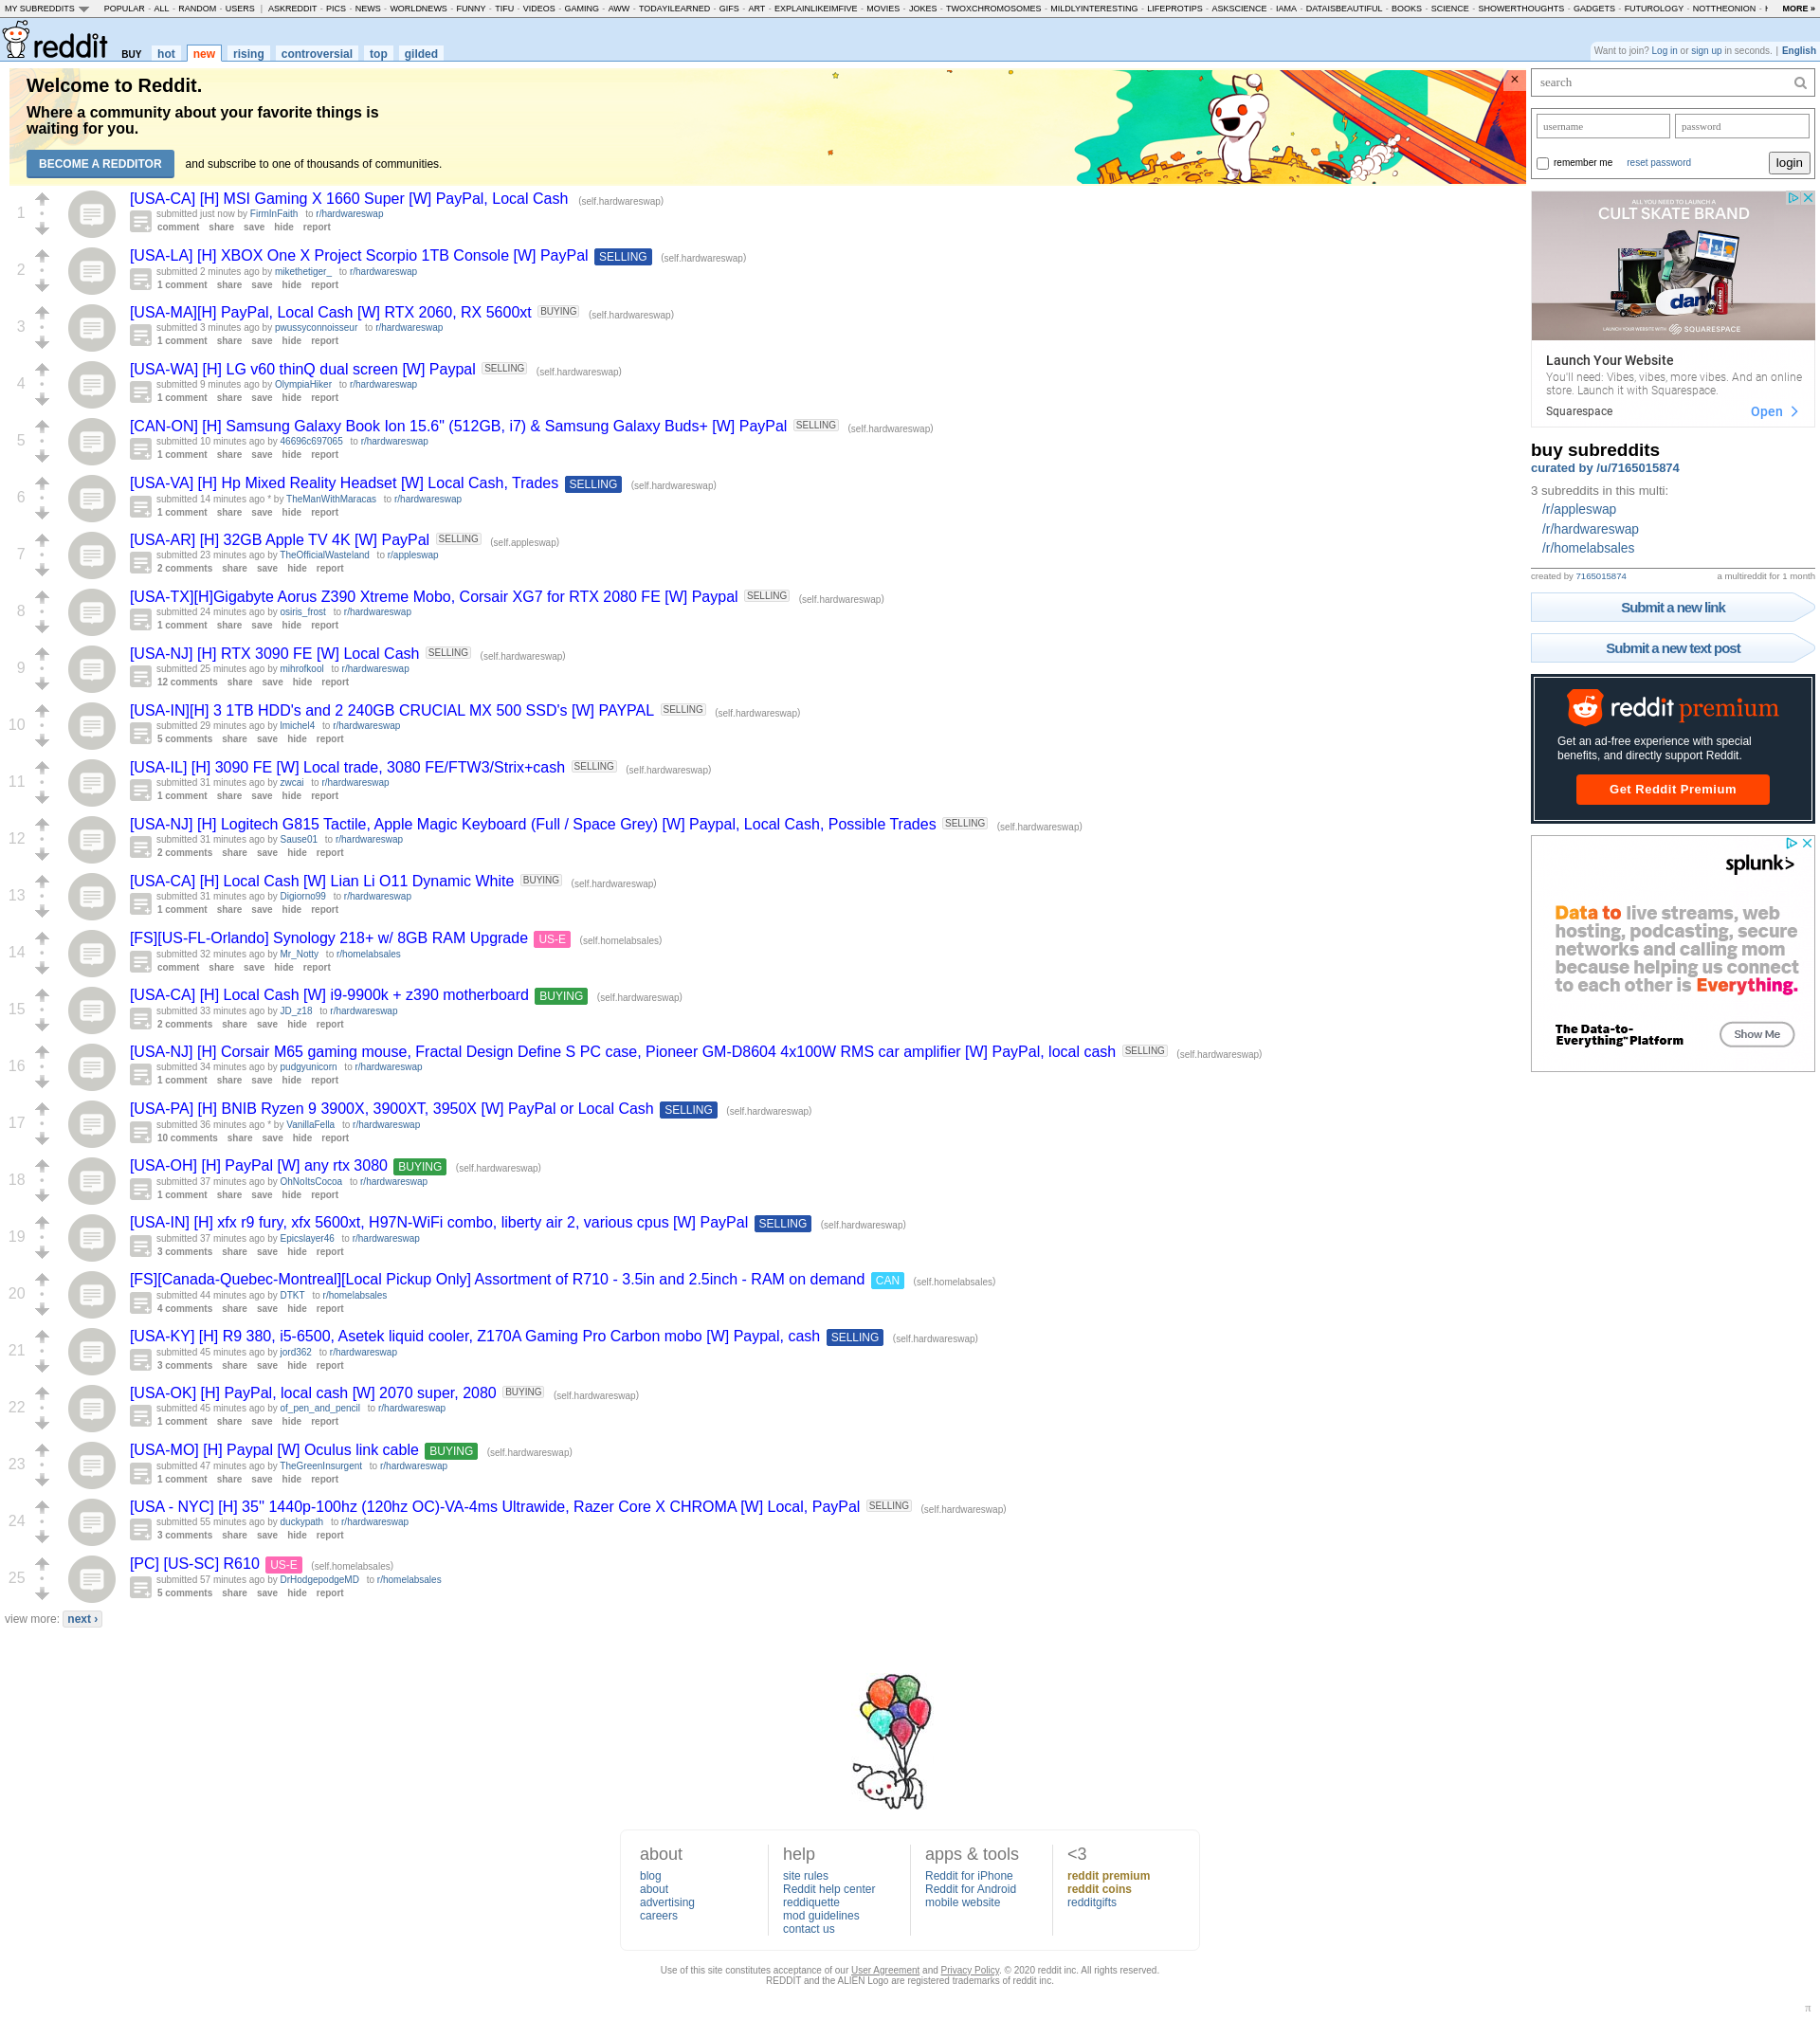 MY SUBREDDITS POPULAR - ALL - RANDOM - USERS | ASKREDDIT - PICS - NEWS - WORLDNEWS - FUNNY - TIFU - VIDEOS - GAMING - AWW - TODAYILEARNED - GIFS - ART - EXPLAINLIKEIMFIVE - MOVIES - JOKES - TWOXCHROMOSOMES - MILDLYINTERESTING - LIFEPROTIPS - ASKSCIENCE - IAMA - DATAISBEAUTIFUL - BOOKS - SCIENCE - SHOWERTHOUGHTS - GADGETS - FUTUROLOGY - NOTTHEONION - MORE »
reddit BUY hot new rising controversial top gilded
Want to join? Log in or sign up in seconds. | English
Welcome to Reddit.
Where a community about your favorite things is
waiting for you.
BECOME A REDDITOR and subscribe to one of thousands of communities.
1
[USA-CA] [H] MSI Gaming X 1660 Super [W] PayPal, Local Cash (self.hardwareswap)
submitted just now by FirmInFaith to r/hardwareswap
comment share save hide report
2
[USA-LA] [H] XBOX One X Project Scorpio 1TB Console [W] PayPal SELLING (self.hardwareswap)
submitted 2 minutes ago by mikethetiger_ to r/hardwareswap
1 comment share save hide report
3
[USA-MA][H] PayPal, Local Cash [W] RTX 2060, RX 5600xt BUYING (self.hardwareswap)
submitted 3 minutes ago by pwussyconnoisseur to r/hardwareswap
1 comment share save hide report
4
[USA-WA] [H] LG v60 thinQ dual screen [W] Paypal SELLING (self.hardwareswap)
submitted 9 minutes ago by OlympiaHiker to r/hardwareswap
1 comment share save hide report
5
[CAN-ON] [H] Samsung Galaxy Book Ion 15.6" (512GB, i7) & Samsung Galaxy Buds+ [W] PayPal SELLING (self.hardwareswap)
submitted 10 minutes ago by 46696c697065 to r/hardwareswap
1 comment share save hide report
6
[USA-VA] [H] Hp Mixed Reality Headset [W] Local Cash, Trades SELLING (self.hardwareswap)
submitted 14 minutes ago * by TheManWithMaracas to r/hardwareswap
1 comment share save hide report
7
[USA-AR] [H] 32GB Apple TV 4K [W] PayPal SELLING (self.appleswap)
submitted 23 minutes ago by TheOfficialWasteland to r/appleswap
2 comments share save hide report
8
[USA-TX][H]Gigabyte Aorus Z390 Xtreme Mobo, Corsair XG7 for RTX 2080 FE [W] Paypal SELLING (self.hardwareswap)
submitted 24 minutes ago by osiris_frost to r/hardwareswap
1 comment share save hide report
9
[USA-NJ] [H] RTX 3090 FE [W] Local Cash SELLING (self.hardwareswap)
submitted 25 minutes ago by mihrofkool to r/hardwareswap
12 comments share save hide report
10
[USA-IN][H] 3 1TB HDD's and 2 240GB CRUCIAL MX 500 SSD's [W] PAYPAL SELLING (self.hardwareswap)
submitted 29 minutes ago by lmichel4 to r/hardwareswap
5 comments share save hide report
11
[USA-IL] [H] 3090 FE [W] Local trade, 3080 FE/FTW3/Strix+cash SELLING (self.hardwareswap)
submitted 31 minutes ago by zwcai to r/hardwareswap
1 comment share save hide report
12
[USA-NJ] [H] Logitech G815 Tactile, Apple Magic Keyboard (Full / Space Grey) [W] Paypal, Local Cash, Possible Trades SELLING (self.hardwareswap)
submitted 31 minutes ago by Sause01 to r/hardwareswap
2 comments share save hide report
13
[USA-CA] [H] Local Cash [W] Lian Li O11 Dynamic White BUYING (self.hardwareswap)
submitted 31 minutes ago by Digiorno99 to r/hardwareswap
1 comment share save hide report
14
[FS][US-FL-Orlando] Synology 218+ w/ 8GB RAM Upgrade US-E (self.homelabsales)
submitted 32 minutes ago by Mr_Notty to r/homelabsales
comment share save hide report
15
[USA-CA] [H] Local Cash [W] i9-9900k + z390 motherboard BUYING (self.hardwareswap)
submitted 33 minutes ago by JD_z18 to r/hardwareswap
2 comments share save hide report
16
[USA-NJ] [H] Corsair M65 gaming mouse, Fractal Design Define S PC case, Pioneer GM-D8604 4x100W RMS car amplifier [W] PayPal, local cash SELLING (self.hardwareswap)
submitted 34 minutes ago by pudgyunicorn to r/hardwareswap
1 comment share save hide report
17
[USA-PA] [H] BNIB Ryzen 9 3900X, 3900XT, 3950X [W] PayPal or Local Cash SELLING (self.hardwareswap)
submitted 36 minutes ago * by VanillaFella to r/hardwareswap
10 comments share save hide report
18
[USA-OH] [H] PayPal [W] any rtx 3080 BUYING (self.hardwareswap)
submitted 37 minutes ago by OhNoItsCocoa to r/hardwareswap
1 comment share save hide report
19
[USA-IN] [H] xfx r9 fury, xfx 5600xt, H97N-WiFi combo, liberty air 2, various cpus [W] PayPal SELLING (self.hardwareswap)
submitted 37 minutes ago by Epicslayer46 to r/hardwareswap
3 comments share save hide report
20
[FS][Canada-Quebec-Montreal][Local Pickup Only] Assortment of R710 - 3.5in and 2.5inch - RAM on demand CAN (self.homelabsales)
submitted 44 minutes ago by DTKT to r/homelabsales
4 comments share save hide report
21
[USA-KY] [H] R9 380, i5-6500, Asetek liquid cooler, Z170A Gaming Pro Carbon mobo [W] Paypal, cash SELLING (self.hardwareswap)
submitted 45 minutes ago by jord362 to r/hardwareswap
3 comments share save hide report
22
[USA-OK] [H] PayPal, local cash [W] 2070 super, 2080 BUYING (self.hardwareswap)
submitted 45 minutes ago by of_pen_and_pencil to r/hardwareswap
1 comment share save hide report
23
[USA-MO] [H] Paypal [W] Oculus link cable BUYING (self.hardwareswap)
submitted 47 minutes ago by TheGreenInsurgent to r/hardwareswap
1 comment share save hide report
24
[USA - NYC] [H] 35" 1440p-100hz (120hz OC)-VA-4ms Ultrawide, Razer Core X CHROMA [W] Local, PayPal SELLING (self.hardwareswap)
submitted 55 minutes ago by duckypath to r/hardwareswap
3 comments share save hide report
25
[PC] [US-SC] R610 US-E (self.homelabsales)
submitted 57 minutes ago by DrHodgepodgeMD to r/homelabsales
5 comments share save hide report
view more: next ›
search
username password
remember me reset password login
ALL YOU NEED TO LAUNCH A
CULT SKATE BRAND
LAUNCH YOUR WEBSITE WITH SQUARESPACE
Launch Your Website
You'll need: Vibes, vibes, more vibes. And an online
store. Launch it with Squarespace.
Squarespace Open
buy subreddits
curated by /u/7165015874
3 subreddits in this multi:
/r/appleswap
/r/hardwareswap
/r/homelabsales
created by 7165015874 a multireddit for 1 month
Submit a new link
Submit a new text post
reddit premium
Get an ad-free experience with special
benefits, and directly support Reddit.
Get Reddit Premium
splunk>
Data to live streams, web
hosting, podcasting, secure
networks and calling mom
because helping us connect
to each other is Everything.
The Data-to-
Everything™ Platform
Show Me
about
blog
about
advertising
careers
help
site rules
Reddit help center
reddiquette
mod guidelines
contact us
apps & tools
Reddit for iPhone
Reddit for Android
mobile website
<3
reddit premium
reddit coins
redditgifts
Use of this site constitutes acceptance of our User Agreement and Privacy Policy. © 2020 reddit inc. All rights reserved.
REDDIT and the ALIEN Logo are registered trademarks of reddit inc.
π